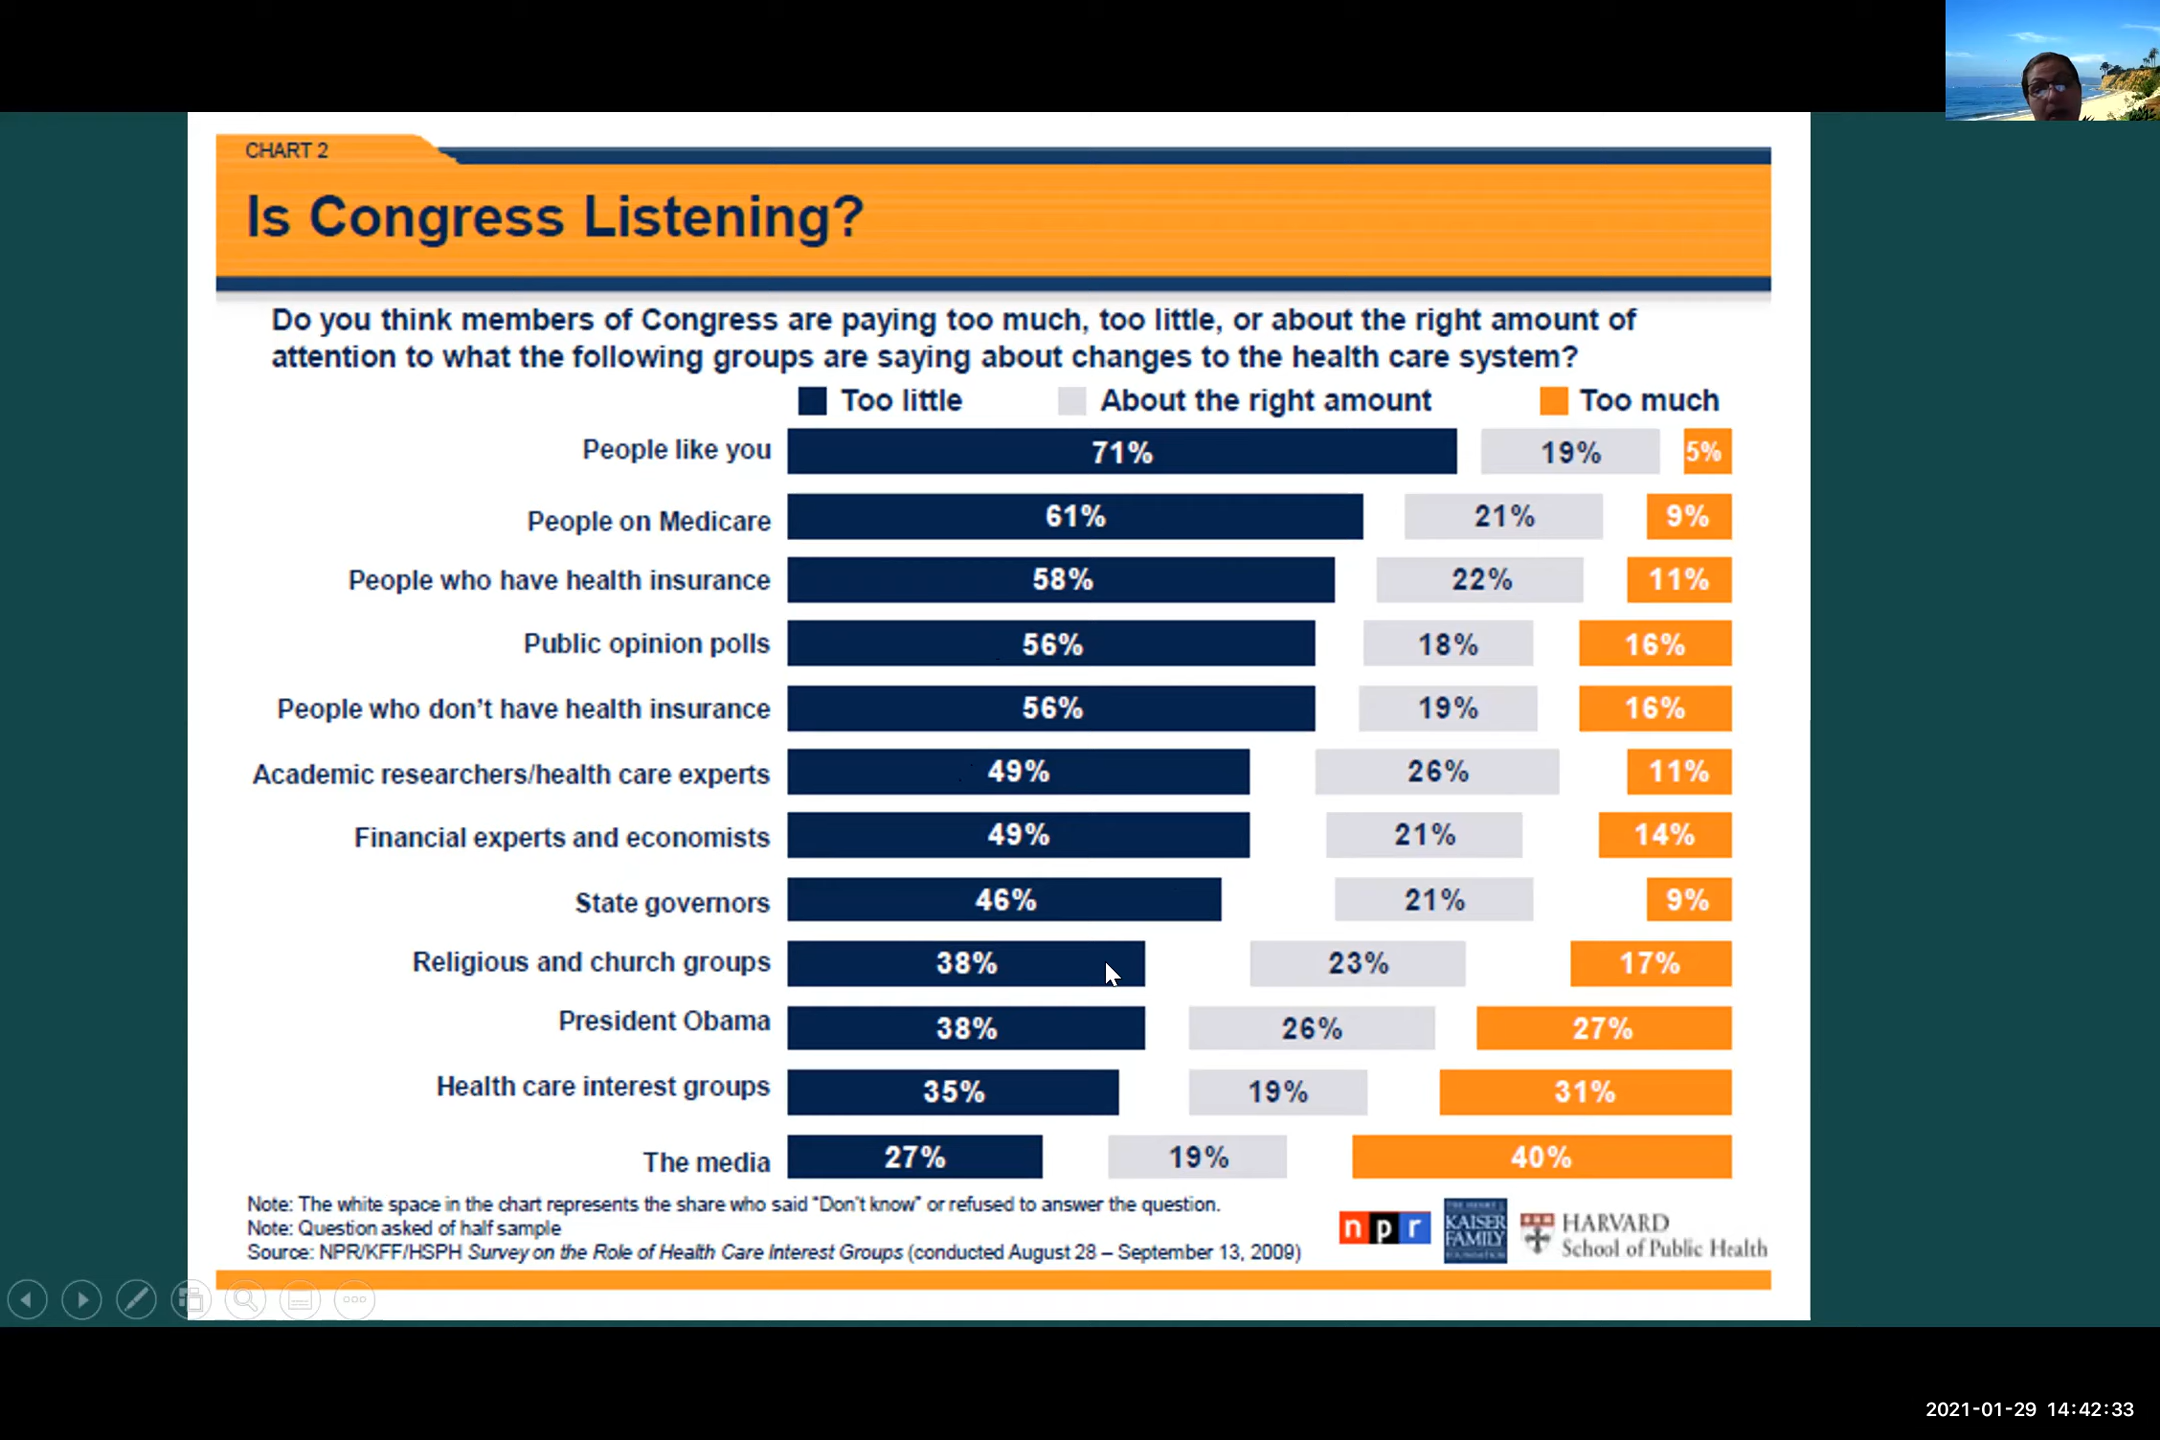 CHART 2
Is Congress Listening?
Do you think members of Congress are paying too much, too little, or about the right amount of
attention to what the following groups are saying about changes to the health care system?
Too little About the right amount Too much
People like you 71% 19% 5%
People on Medicare 61% 21% 9%
People who have health insurance 58% 22% 11%
Public opinion polls 56% 18% 16%
People who don't have health insurance 56% 19% 16%
Academic researchers/health care experts 49% 26% 11%
Financial experts and economists 49% 21% 14%
State governors 46% 21% 9%
Religious and church groups 38% 23% 17%
President Obama 38% 26% 27%
Health care interest groups 35% 19% 31%
The media 27% 19% 40%
Note: The white space in the chart represents the share who said "Don't know" or refused to answer the question.
Note: Question asked of half sample
Source: NPR/KFF/HSPH Survey on the Role of Health Care Interest Groups (conducted August 28 – September 13, 2009)
npr
THE HENRY J.
KAISER
FAMILY
HARVARD
School of Public Health
2021-01-29 14:42:33